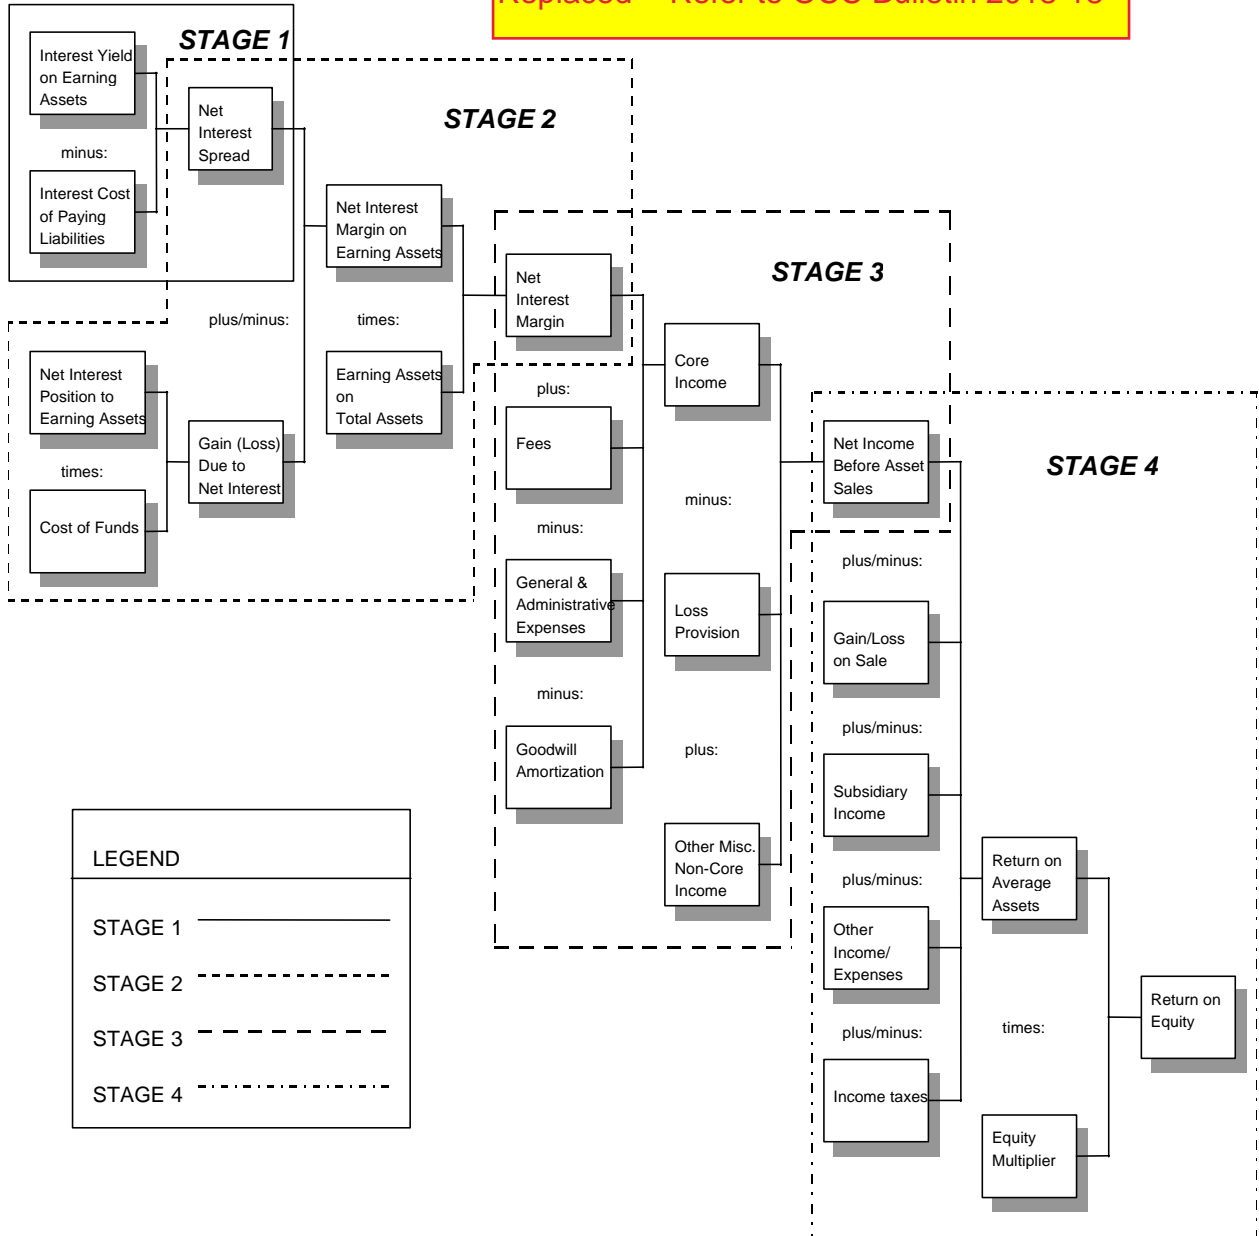 STAGE 1
Interest Yield
on Earning
Assets
minus:
Interest Cost
of Paying
Liabilities
Net
Interest
Spread
STAGE 2
plus/minus:
Net Interest
Position to
Earning Assets
times:
Cost of Funds
Gain (Loss)
Due to
Net Interest
Net Interest
Margin on
Earning Assets
times:
Earning Assets
on
Total Assets
Net
Interest
Margin
STAGE 3
plus:
Fees
minus:
General &
Administrative
Expenses
minus:
Goodwill
Amortization
Core
Income
minus:
Loss
Provision
plus:
Other Misc.
Non-Core
Income
Net Income
Before Asset
Sales
STAGE 4
plus/minus:
Gain/Loss
on Sale
plus/minus:
Subsidiary
Income
plus/minus:
Other
Income/
Expenses
plus/minus:
Income taxes
Return on
Average
Assets
times:
Equity
Multiplier
Return on
Equity
LEGEND
STAGE 1
STAGE 2
STAGE 3
STAGE 4